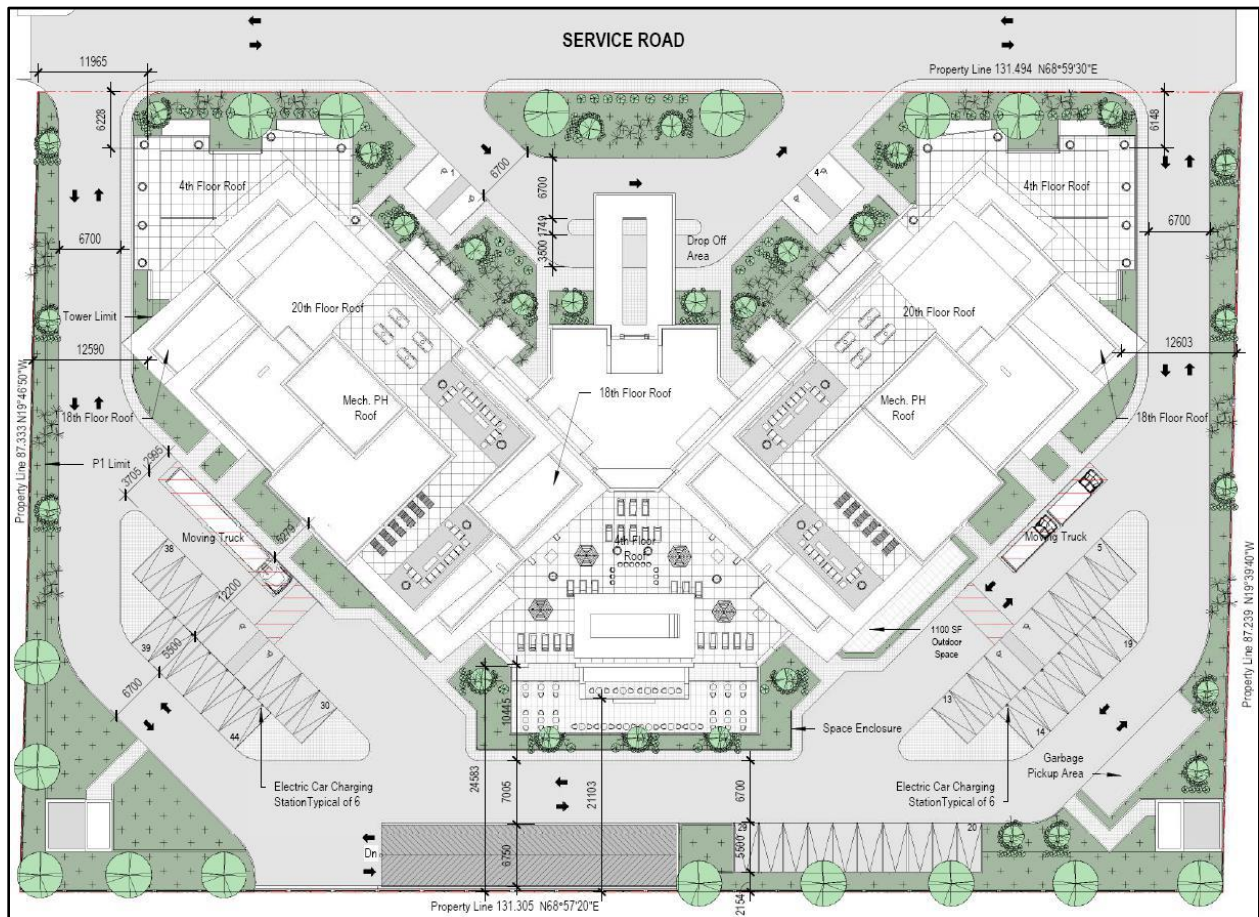 SERVICE ROAD
11965
Property Line 131.494 N68°59'30"E
6228
6148
6700
1
4
4th Floor Roof
4th Floor Roof
6700
6700
6700
1749
3500
Drop Off
Area
20th Floor Roof
20th Floor Roof
Tower Limit
12590
12603
Mech. PH
Roof
18th Floor Roof
Mech. PH
Roof
18th Floor Roof
18th Floor Roof
Property Line 87.333 N19°46'50"W
P1 Limit
2995
3705
Moving Truck
4th Floor
Roof
Moving Truck
38
5
12200
39
5500
6700
30
44
1100 SF
Outdoor
Space
19
13
14
Property Line 87.239 N19°39'40"W
10445
24583
Space Enclosure
Garbage
Pickup Area
Electric Car Charging
StationTypical of 6
7005
21103
6700
Electric Car Charging
StationTypical of 6
Dn
6750
29
20
5500
2154
Property Line 131.305 N68°57'20"E